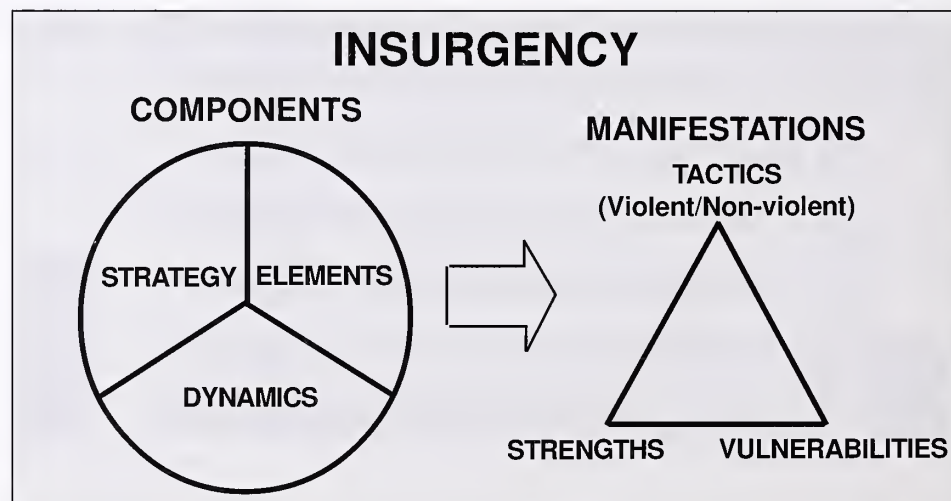 INSURGENCY
COMPONENTS
STRATEGY
ELEMENTS
DYNAMICS
MANIFESTATIONS
TACTICS
(Violent/Non-violent)
STRENGTHS
VULNERABILITIES